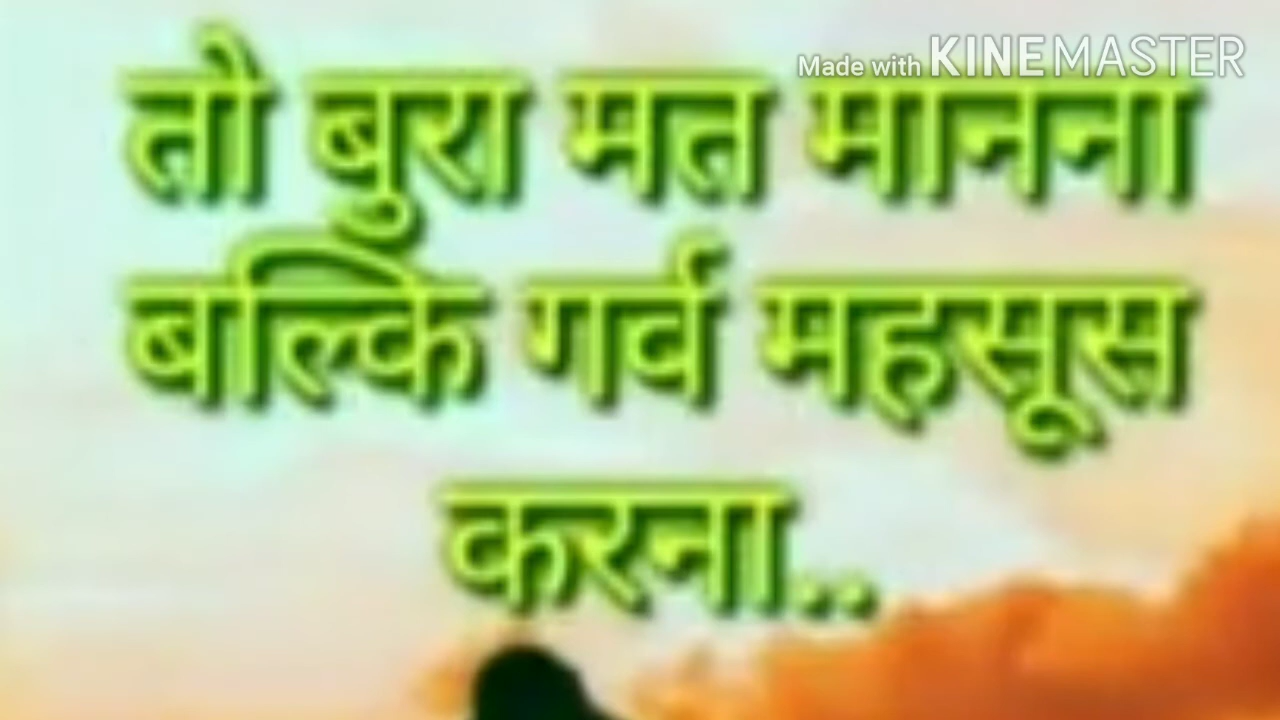 Made with KINEMASTER
तो बुरा मत मानना
बल्कि गर्व महसूस
करना..